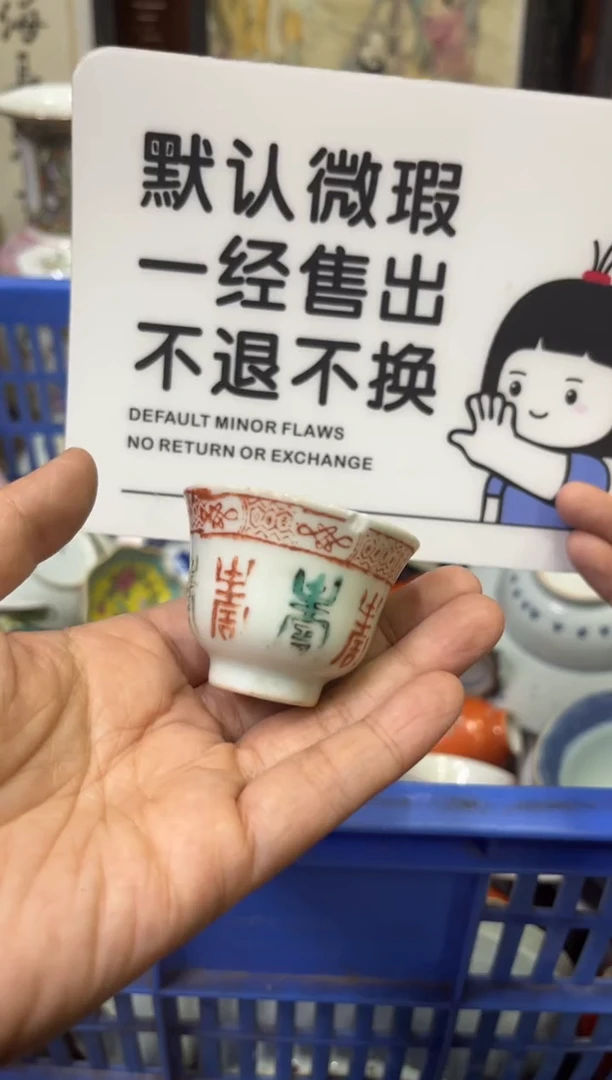 默认微瑕
一经售出
不退不换
DEFAULT MINOR FLAWS
NO RETURN OR EXCHANGE